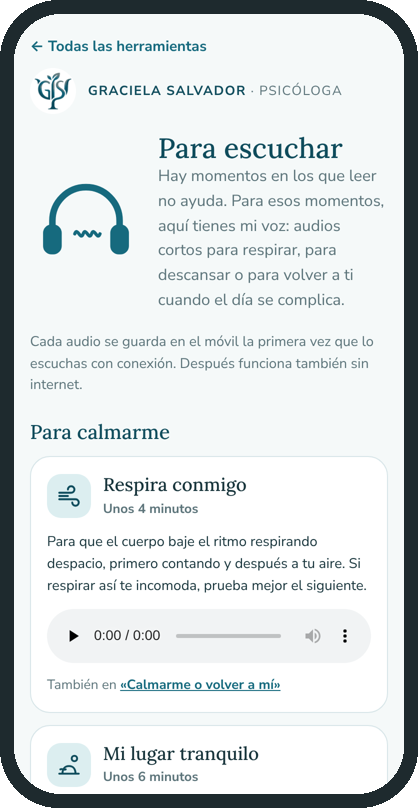 ← Todas las herramientas
GRACIELA SALVADOR · PSICÓLOGA
Para escuchar
Hay momentos en los que leer
no ayuda. Para esos momentos,
aquí tienes mi voz: audios
cortos para respirar, para
descansar o para volver a ti
cuando el día se complica.
Cada audio se guarda en el móvil la primera vez que lo
escuchas con conexión. Después funciona también sin
internet.
Para calmarme
Respira conmigo
Unos 4 minutos
Para que el cuerpo baje el ritmo respirando
despacio, primero contando y después a tu aire. Si
respirar así te incomoda, prueba mejor el siguiente.
0:00 / 0:00
También en «Calmarme o volver a mí»
Mi lugar tranquilo
Unos 6 minutos